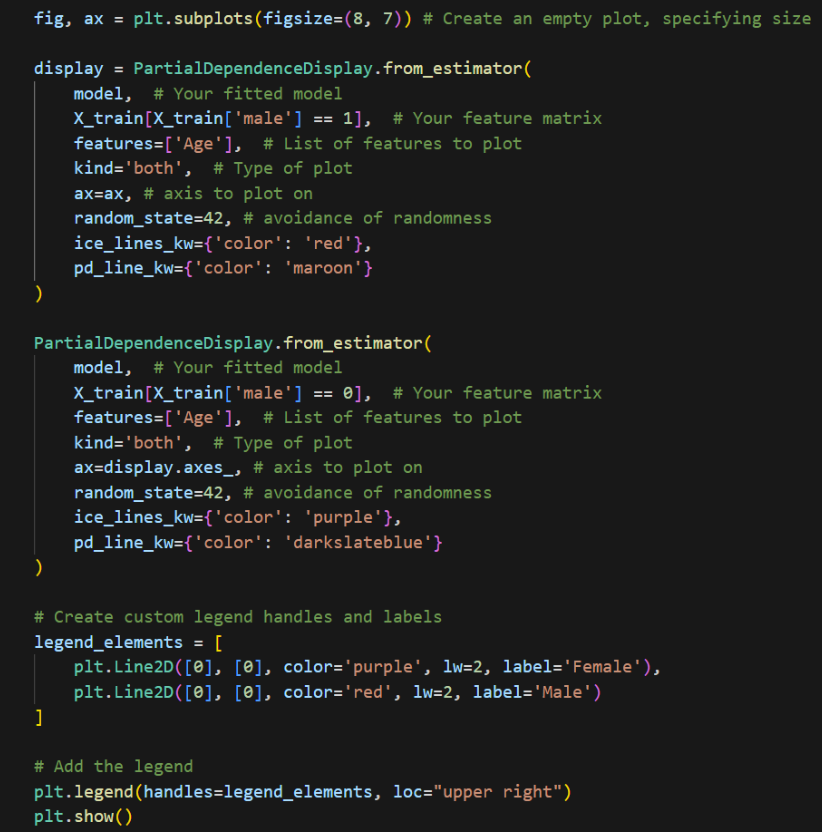 fig, ax = plt.subplots(figsize=(8, 7)) # Create an empty plot, specifying size
display = PartialDependenceDisplay.from_estimator(
    model,  # Your fitted model
    X_train[X_train['male'] == 1],  # Your feature matrix
    features=['Age'],  # List of features to plot
    kind='both',  # Type of plot
    ax=ax, # axis to plot on
    random_state=42, # avoidance of randomness
    ice_lines_kw={'color': 'red'},
    pd_line_kw={'color': 'maroon'}
)
PartialDependenceDisplay.from_estimator(
    model,  # Your fitted model
    X_train[X_train['male'] == 0],  # Your feature matrix
    features=['Age'],  # List of features to plot
    kind='both',  # Type of plot
    ax=display.axes_, # axis to plot on
    random_state=42, # avoidance of randomness
    ice_lines_kw={'color': 'purple'},
    pd_line_kw={'color': 'darkslateblue'}
)
# Create custom legend handles and labels
legend_elements = [
    plt.Line2D([0], [0], color='purple', lw=2, label='Female'),
    plt.Line2D([0], [0], color='red', lw=2, label='Male')
]
# Add the legend
plt.legend(handles=legend_elements, loc="upper right")
plt.show()